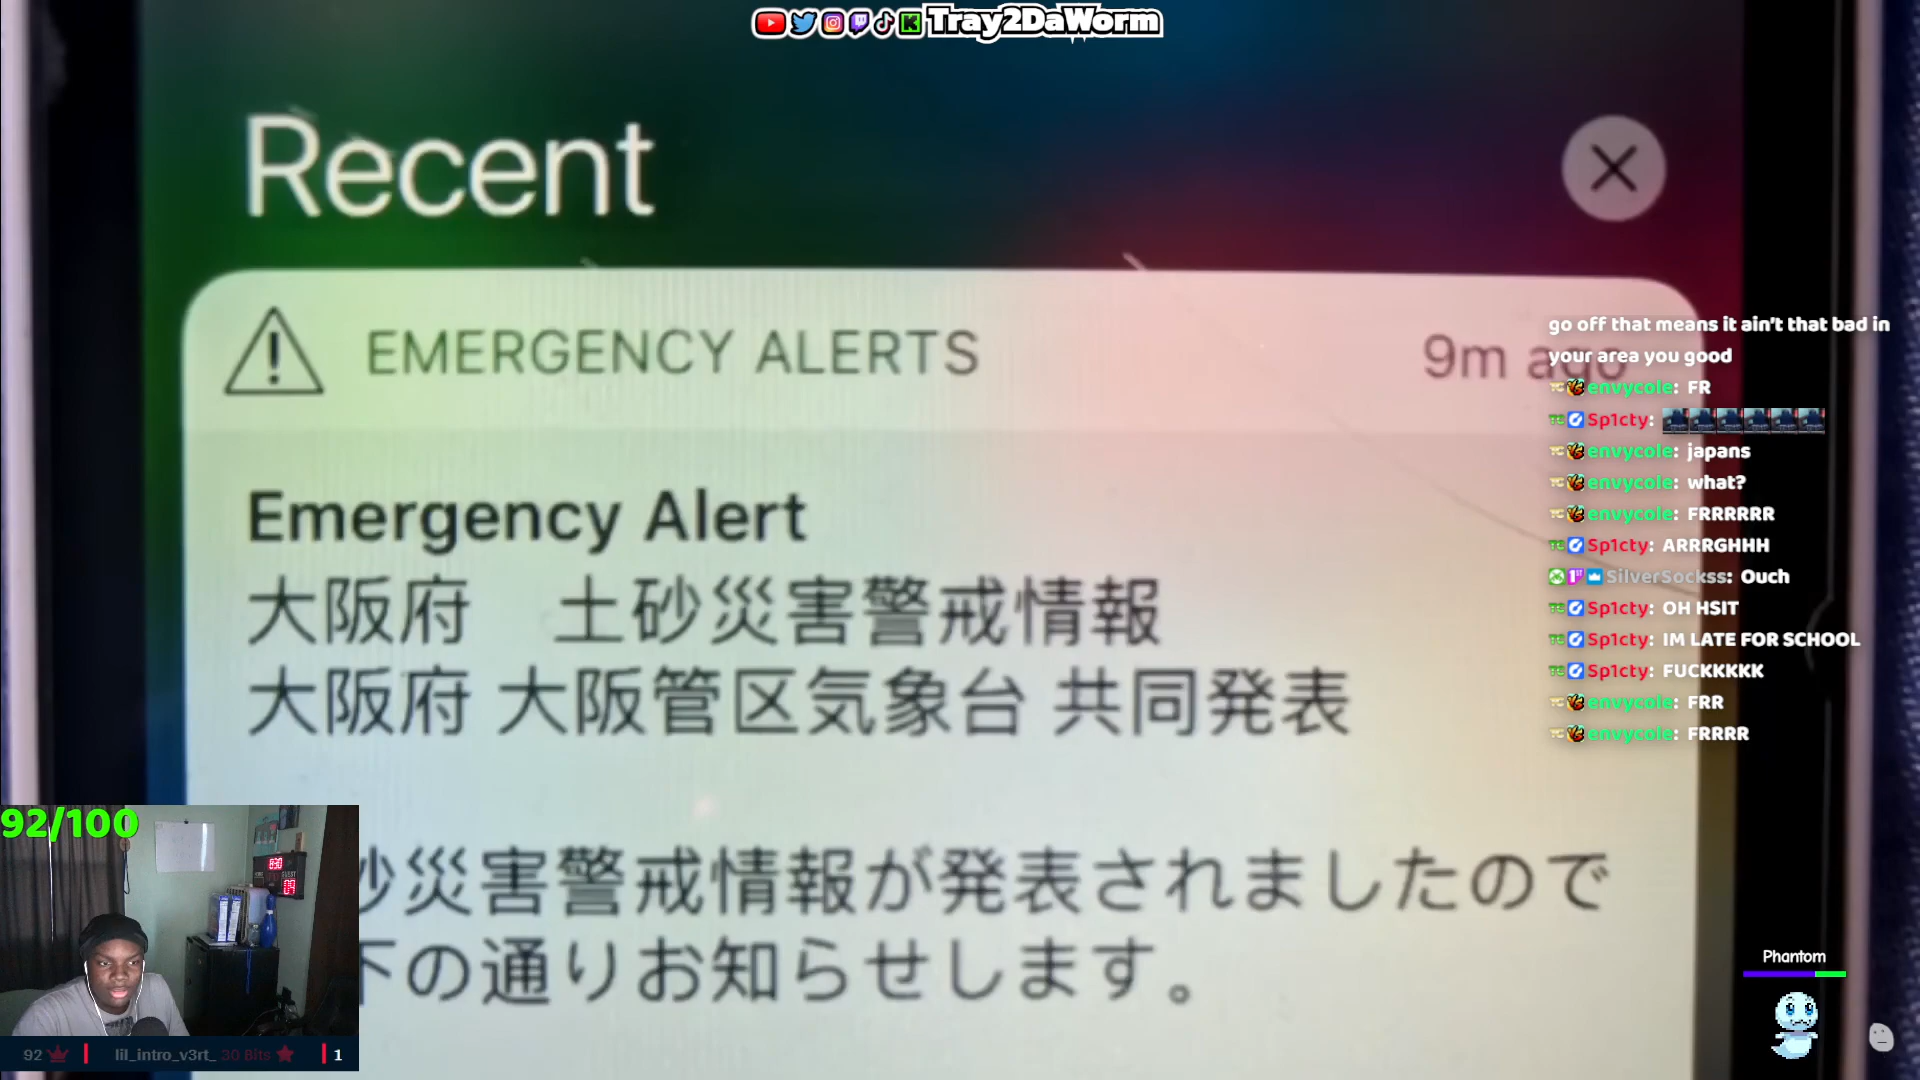 Tray2DaWorm
Recent
EMERGENCY ALERTS
9m ago
Emergency Alert
大阪府　土砂災害警戒情報
大阪府 大阪管区気象台 共同発表
砂災害警戒情報が発表されましたので
下の通りお知らせします。
go off that means it ain't that bad in
your area you good
envycole: FR
Sp1cty:
envycole: japans
envycole: what?
envycole: FRRRRRR
Sp1cty: ARRRGHHH
SilverSockss: Ouch
Sp1cty: OH HSIT
Sp1cty: IM LATE FOR SCHOOL
Sp1cty: FUCKKKKK
envycole: FRR
envycole: FRRRR
Phantom
92/100
92
lil_intro_v3rt_ 30 Bits
1